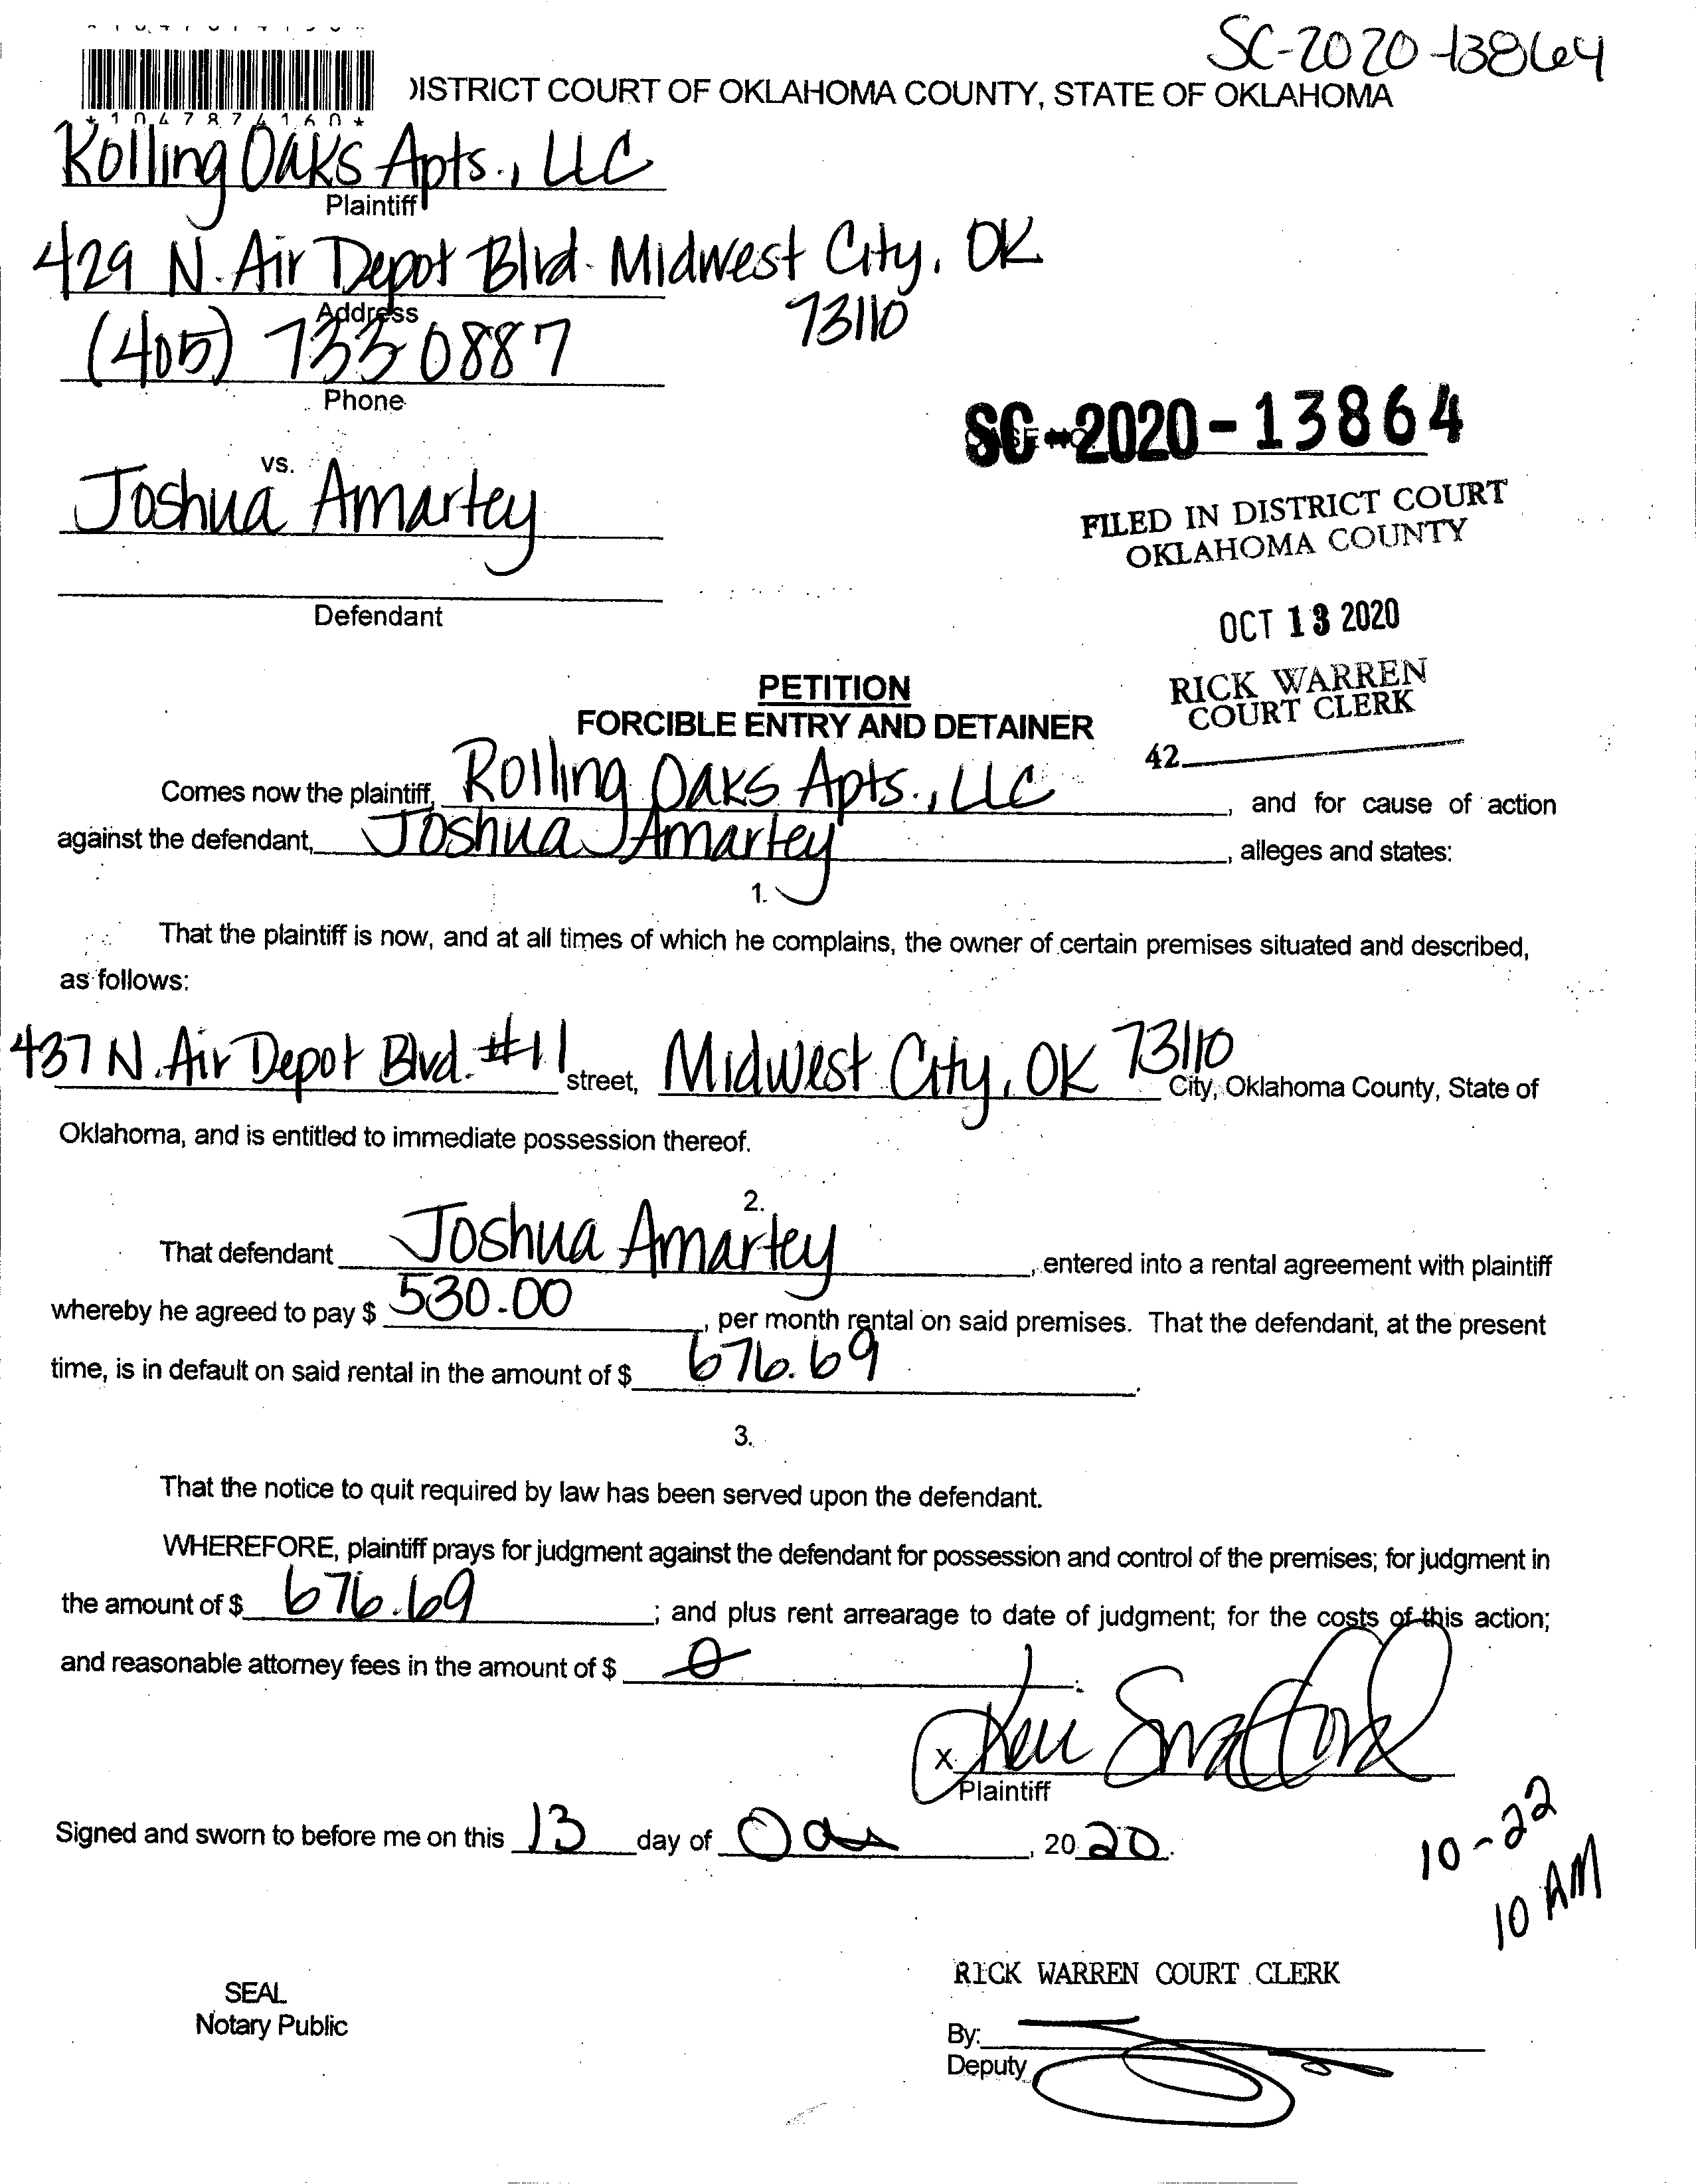 SC-2020-13864
DISTRICT COURT OF OKLAHOMA COUNTY, STATE OF OKLAHOMA
*1047874160*
Rolling Oaks Apts., LLC
Plaintiff
429 N. Air Depot Blvd. Midwest City, OK
73110
Address
(405) 733 0887
Phone
SC-2020-13864
vs.
Joshua Amartey
Defendant
FILED IN DISTRICT COURT
OKLAHOMA COUNTY
OCT 13 2020
RICK WARREN
COURT CLERK
42
PETITION
FORCIBLE ENTRY AND DETAINER
Comes now the plaintiff, Rolling Oaks Apts., LLC, and for cause of action
against the defendant, Joshua Amartey, alleges and states:
1.
That the plaintiff is now, and at all times of which he complains, the owner of certain premises situated and described,
as follows:
437 N. Air Depot Blvd. #11 street, Midwest City, OK 73110 City, Oklahoma County, State of
Oklahoma, and is entitled to immediate possession thereof.
2.
That defendant Joshua Amartey, entered into a rental agreement with plaintiff
whereby he agreed to pay $ 530.00, per month rental on said premises. That the defendant, at the present
time, is in default on said rental in the amount of $ 676.69.
3.
That the notice to quit required by law has been served upon the defendant.
WHEREFORE, plaintiff prays for judgment against the defendant for possession and control of the premises; for judgment in
the amount of $ 676.69; and plus rent arrearage to date of judgment; for the costs of this action;
and reasonable attorney fees in the amount of $ 0.
X
Plaintiff
Signed and sworn to before me on this 13 day of Oct, 2020.
10-22
10 AM
RICK WARREN COURT CLERK
SEAL
Notary Public
By:
Deputy